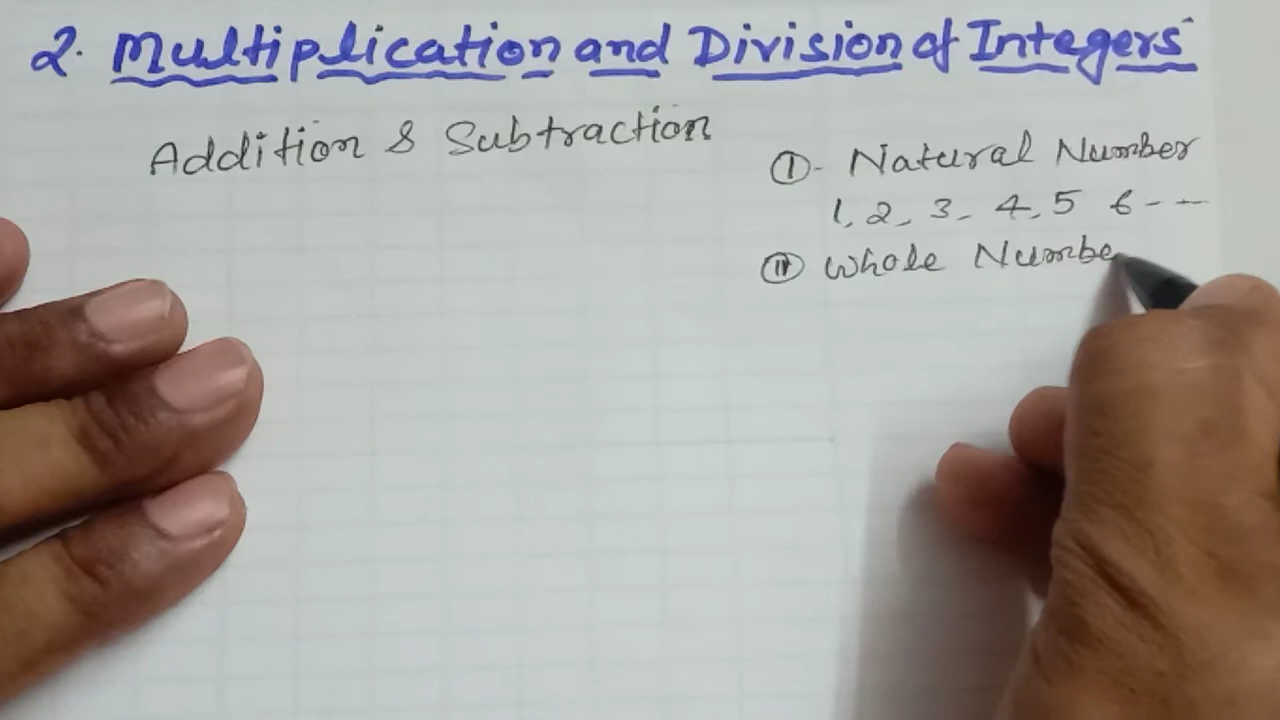 2. Multiplication and Division of Integers
Addition & Subtraction
① - Natural Number
1, 2, 3, 4, 5 6 - -
⑪ Whole Numbe